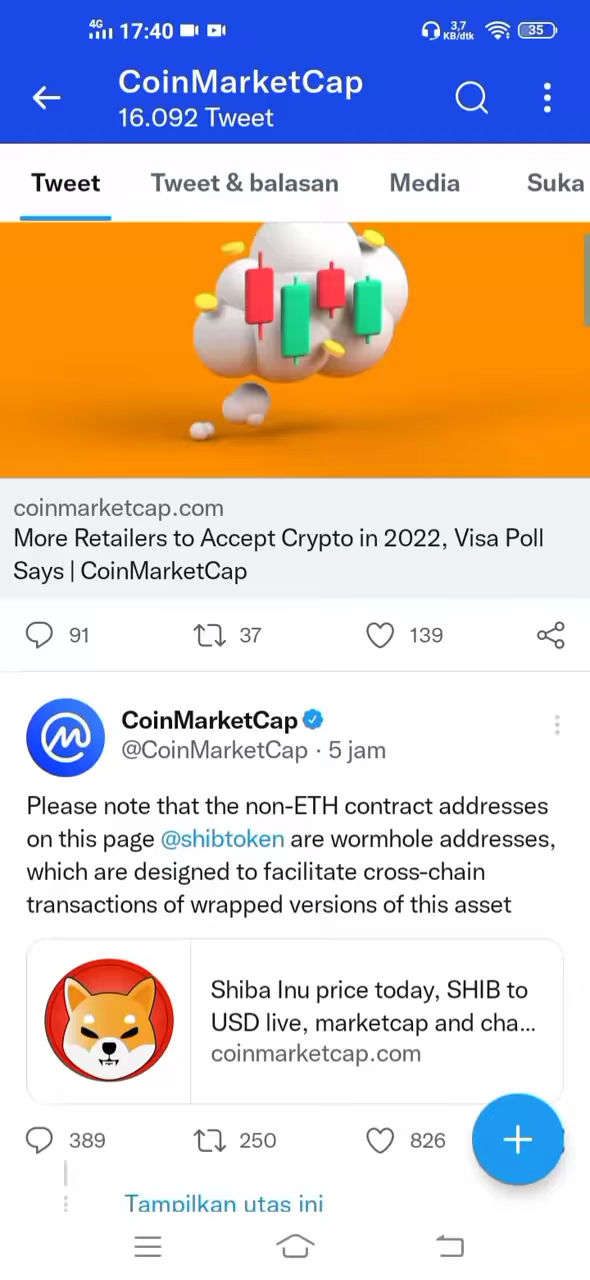 4G 17:40 3,7 KB/dtk 35
CoinMarketCap
16.092 Tweet
Tweet Tweet & balasan Media Suka
coinmarketcap.com
More Retailers to Accept Crypto in 2022, Visa Poll
Says | CoinMarketCap
91 37 139
CoinMarketCap
@CoinMarketCap · 5 jam
Please note that the non-ETH contract addresses
on this page @shibtoken are wormhole addresses,
which are designed to facilitate cross-chain
transactions of wrapped versions of this asset
Shiba Inu price today, SHIB to
USD live, marketcap and cha...
coinmarketcap.com
389 250 826
Tampilkan utas ini